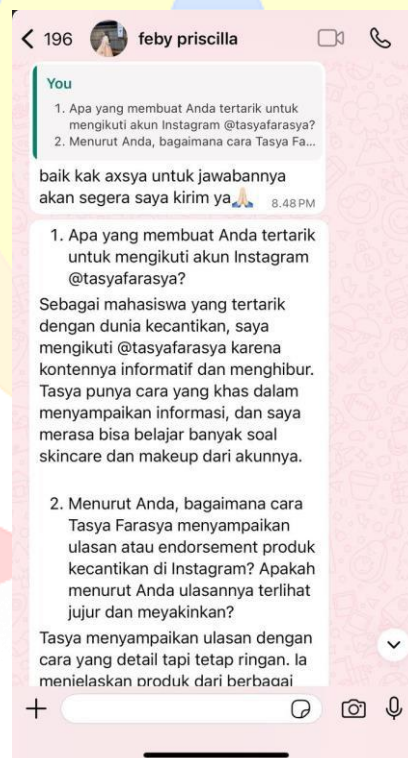 196 feby priscilla
You
1. Apa yang membuat Anda tertarik untuk
mengikuti akun Instagram @tasyafarasya?
2. Menurut Anda, bagaimana cara Tasya Fa...
baik kak axsya untuk jawabannya
akan segera saya kirim ya🙏🏻 8.48 PM
1. Apa yang membuat Anda tertarik
untuk mengikuti akun Instagram
@tasyafarasya?
Sebagai mahasiswa yang tertarik
dengan dunia kecantikan, saya
mengikuti @tasyafarasya karena
kontennya informatif dan menghibur.
Tasya punya cara yang khas dalam
menyampaikan informasi, dan saya
merasa bisa belajar banyak soal
skincare dan makeup dari akunnya.
2. Menurut Anda, bagaimana cara
Tasya Farasya menyampaikan
ulasan atau endorsement produk
kecantikan di Instagram? Apakah
menurut Anda ulasannya terlihat
jujur dan meyakinkan?
Tasya menyampaikan ulasan dengan
cara yang detail tapi tetap ringan. Ia
menjelaskan produk dari berbagai